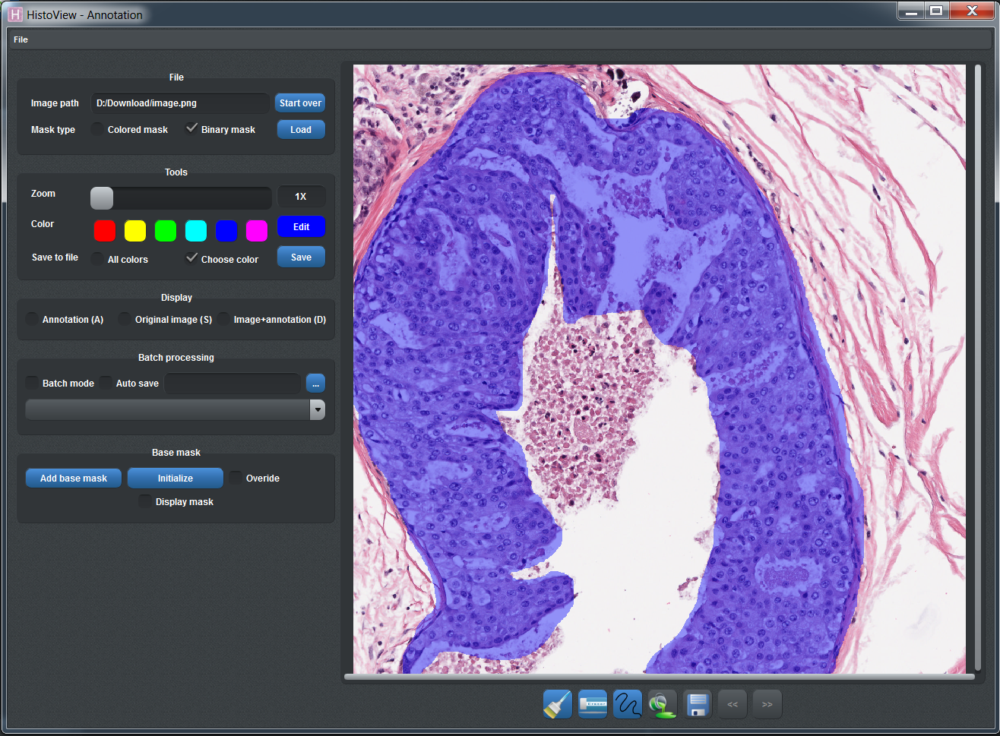 HistoView - Annotation
File
File
Image path D:/Download/image.png Start over
Mask type Colored mask Binary mask Load
Tools
Zoom 1X
Color Edit
Save to file All colors Choose color Save
Display
Annotation (A) Original image (S) Image+annotation (D)
Batch processing
Batch mode Auto save ...
Base mask
Add base mask Initialize Overide
Display mask
<< >>